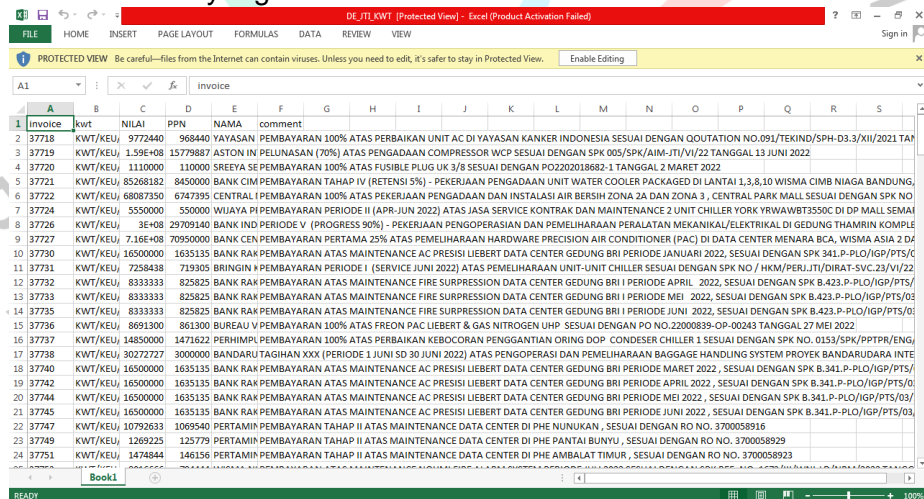 DE_JTI_KWT [Protected View] - Excel (Product Activation Failed)
FILE HOME INSERT PAGE LAYOUT FORMULAS DATA REVIEW VIEW Sign in
PROTECTED VIEW Be careful—files from the Internet can contain viruses. Unless you need to edit, it's safer to stay in Protected View. Enable Editing
A1 invoice
A B C D E F G H I J K L M N O P Q R S
1 invoice kwt NILAI PPN NAMA comment
2 37718 KWT/KEU/ 9772440 968440 YAYASAN PEMBAYARAN 100% ATAS PERBAIKAN UNIT AC DI YAYASAN KANKER INDONESIA SESUAI DENGAN QOUTATION NO.091/TEKIND/SPH-D3.3/XII/2021 TAN
3 37719 KWT/KEU/ 1.59E+08 15779887 ASTON IN PELUNASAN (70%) ATAS PENGADAAN COMPRESSOR WCP SESUAI DENGAN SPK 005/SPK/AIM-JTI/VI/22 TANGGAL 13 JUNI 2022
4 37720 KWT/KEU/ 1110000 110000 SREEYA SE PEMBAYARAN 100% ATAS FUSIBLE PLUG UK 3/8 SESUAI DENGAN PO220201868​2-1 TANGGAL 2 MARET 2022
5 37721 KWT/KEU/ 85268182 8450000 BANK CIM PEMBAYARAN TAHAP IV (RETENSI 5%) - PEKERJAAN PENGADAAN UNIT WATER COOLER PACKAGED DI LANTAI 1,3,8,10 WISMA CIMB NIAGA BANDUNG,
6 37722 KWT/KEU/ 68087350 6747395 CENTRAL PEMBAYARAN 100% ATAS PEKERJAAN PENGADAAN DAN INSTALASI AIR BERSIH ZONA 2A DAN ZONA 3 , CENTRAL PARK MALL SESUAI DENGAN SPK NO
7 37724 KWT/KEU/ 5550000 550000 WIJAYA PI PEMBAYARAN PERIODE II (APR-JUN 2022) ATAS JASA SERVICE KONTRAK DAN MAINTENANCE 2 UNIT CHILLER YORK YRWAWBT3550C DI DP MALL SEMA
8 37726 KWT/KEU/ 3E+08 29709140 BANK IND PERIODE V (PROGRESS 90%) - PEKERJAAN PENGOPERASIAN DAN PEMELIHARAAN PERALATAN MEKANIKAL/ELEKTRIKAL DI GEDUNG THAMRIN KOMPLE
9 37727 KWT/KEU/ 7.16E+08 70950000 BANK CEN PEMBAYARAN PERTAMA 25% ATAS PEMELIHARAAN HARDWARE PRECISION AIR CONDITIONER (PAC) DI DATA CENTER MENARA BCA, WISMA ASIA 2 DA
10 37730 KWT/KEU/ 16500000 1635135 BANK RAK PEMBAYARAN ATAS MAINTENANCE AC PRESISI LIEBERT DATA CENTER GEDUNG BRI PERIODE JANUARI 2022, SESUAI DENGAN SPK 341.P-PLO/IGP/PTS/
11 37731 KWT/KEU/ 7258438 719305 BRINGIN K PEMBAYARAN PERIODE I (SERVICE JUNI 2022) ATAS PEMELIHARAAN UNIT-UNIT CHILLER SESUAI DENGAN SPK NO / HKM/PERJ.JTI/DIRAT-SVC.23/VI/22
12 37732 KWT/KEU/ 8333333 825825 BANK RAK PEMBAYARAN ATAS MAINTENANCE FIRE SURPRESSION DATA CENTER GEDUNG BRI I PERIODE APRIL 2022, SESUAI DENGAN SPK B.423.P-PLO/IGP/PTS/
13 37733 KWT/KEU/ 8333333 825825 BANK RAK PEMBAYARAN ATAS MAINTENANCE FIRE SURPRESSION DATA CENTER GEDUNG BRI I PERIODE MEI 2022, SESUAI DENGAN SPK B.423.P-PLO/IGP/PTS/03
14 37735 KWT/KEU/ 8333333 825825 BANK RAK PEMBAYARAN ATAS MAINTENANCE FIRE SURPRESSION DATA CENTER GEDUNG BRI I PERIODE JUNI 2022, SESUAI DENGAN SPK B.423.P-PLO/IGP/PTS/0
15 37736 KWT/KEU/ 8691300 861300 BUREAU V PEMBAYARAN 100% ATAS FREON PAC LIEBERT & GAS NITROGEN UHP SESUAI DENGAN PO NO.22000839-OP-00243 TANGGAL 27 MEI 2022
16 37737 KWT/KEU/ 14850000 1471622 PERHIMPU PEMBAYARAN 100% ATAS PERBAIKAN KEBOCORAN PENGGANTIAN ORING DOP CONDESER CHILLER 1 SESUAI DENGAN SPK NO. 0153/SPK/PPTPR/ENG/
17 37738 KWT/KEU/ 30272727 3000000 BANDARU TAGIHAN XXX (PERIODE 1 JUNI SD 30 JUNI 2022) ATAS PENGOPERASI DAN PEMELIHARAAN BAGGAGE HANDLING SYSTEM PROYEK BANDARUDARA INTE
18 37740 KWT/KEU/ 16500000 1635135 BANK RAK PEMBAYARAN ATAS MAINTENANCE AC PRESISI LIEBERT DATA CENTER GEDUNG BRI PERIODE MARET 2022 , SESUAI DENGAN SPK B.341.P-PLO/IGP/PTS/
19 37742 KWT/KEU/ 16500000 1635135 BANK RAK PEMBAYARAN ATAS MAINTENANCE AC PRESISI LIEBERT DATA CENTER GEDUNG BRI PERIODE APRIL 2022 , SESUAI DENGAN SPK B.341.P-PLO/IGP/PTS/0
20 37744 KWT/KEU/ 16500000 1635135 BANK RAK PEMBAYARAN ATAS MAINTENANCE AC PRESISI LIEBERT DATA CENTER GEDUNG BRI PERIODE MEI 2022 , SESUAI DENGAN SPK B.341.P-PLO/IGP/PTS/03/
21 37745 KWT/KEU/ 16500000 1635135 BANK RAK PEMBAYARAN ATAS MAINTENANCE AC PRESISI LIEBERT DATA CENTER GEDUNG BRI PERIODE JUNI 2022 , SESUAI DENGAN SPK B.341.P-PLO/IGP/PTS/03,
22 37747 KWT/KEU/ 10792633 1069540 PERTAMIN PEMBAYARAN TAHAP II ATAS MAINTENANCE DATA CENTER DI PHE NUNUKAN , SESUAI DENGAN RO NO. 3700058916
23 37749 KWT/KEU/ 1269225 125779 PERTAMIN PEMBAYARAN TAHAP II ATAS MAINTENANCE DATA CENTER DI PHE PANTAI BUNYU , SESUAI DENGAN RO NO. 3700058929
24 37751 KWT/KEU/ 1474844 146156 PERTAMIN PEMBAYARAN TAHAP II ATAS MAINTENANCE DATA CENTER DI PHE AMBALAT TIMUR , SESUAI DENGAN RO NO. 3700058923
Book1
READY 100%